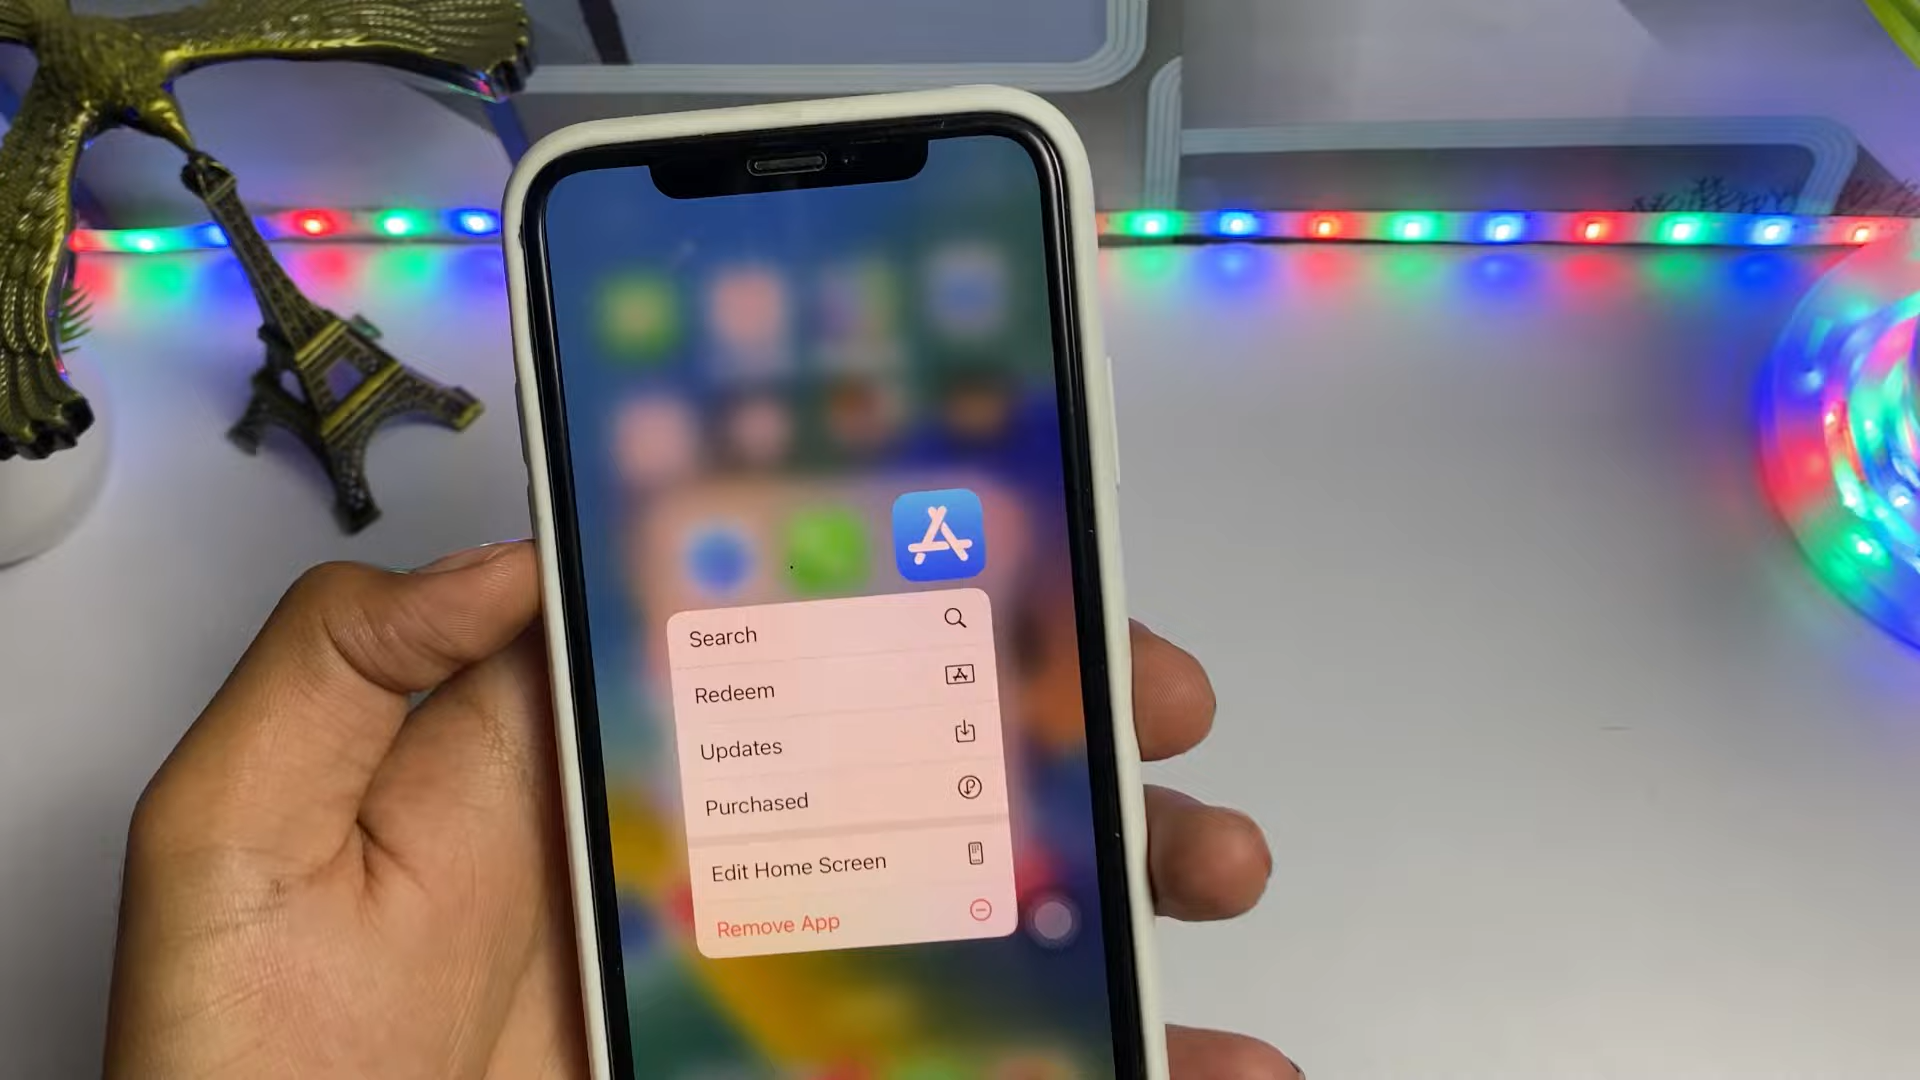 Search
Redeem
Updates
Purchased
Edit Home Screen
Remove App